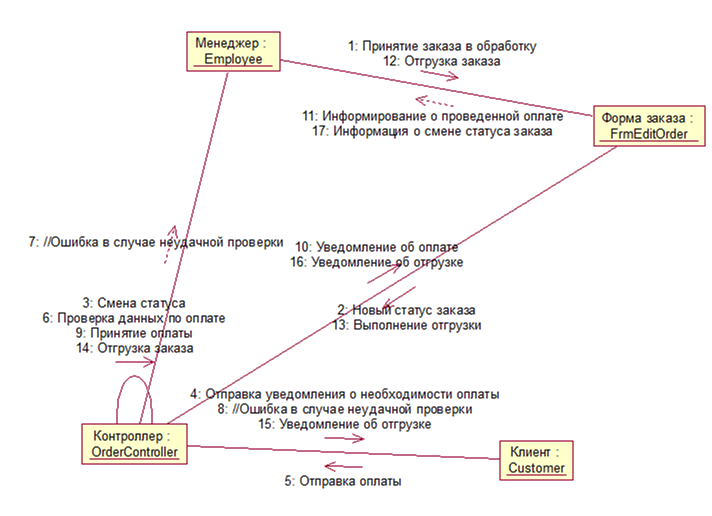 Менеджер :
Employee
1: Принятие заказа в обработку
12: Отгрузка заказа
11: Информирование о проведенной оплате
17: Информация о смене статуса заказа
Форма заказа :
FrmEditOrder
7: //Ошибка в случае неудачной проверки
10: Уведомление об оплате
16: Уведомление об отгрузке
3: Смена статуса
6: Проверка данных по оплате
9: Принятие оплаты
14: Отгрузка заказа
2: Новый статус заказа
13: Выполнение отгрузки
4: Отправка уведомления о необходимости оплаты
8: //Ошибка в случае неудачной проверки
15: Уведомление об отгрузке
Контроллер :
OrderController
Клиент :
Customer
5: Отправка оплаты